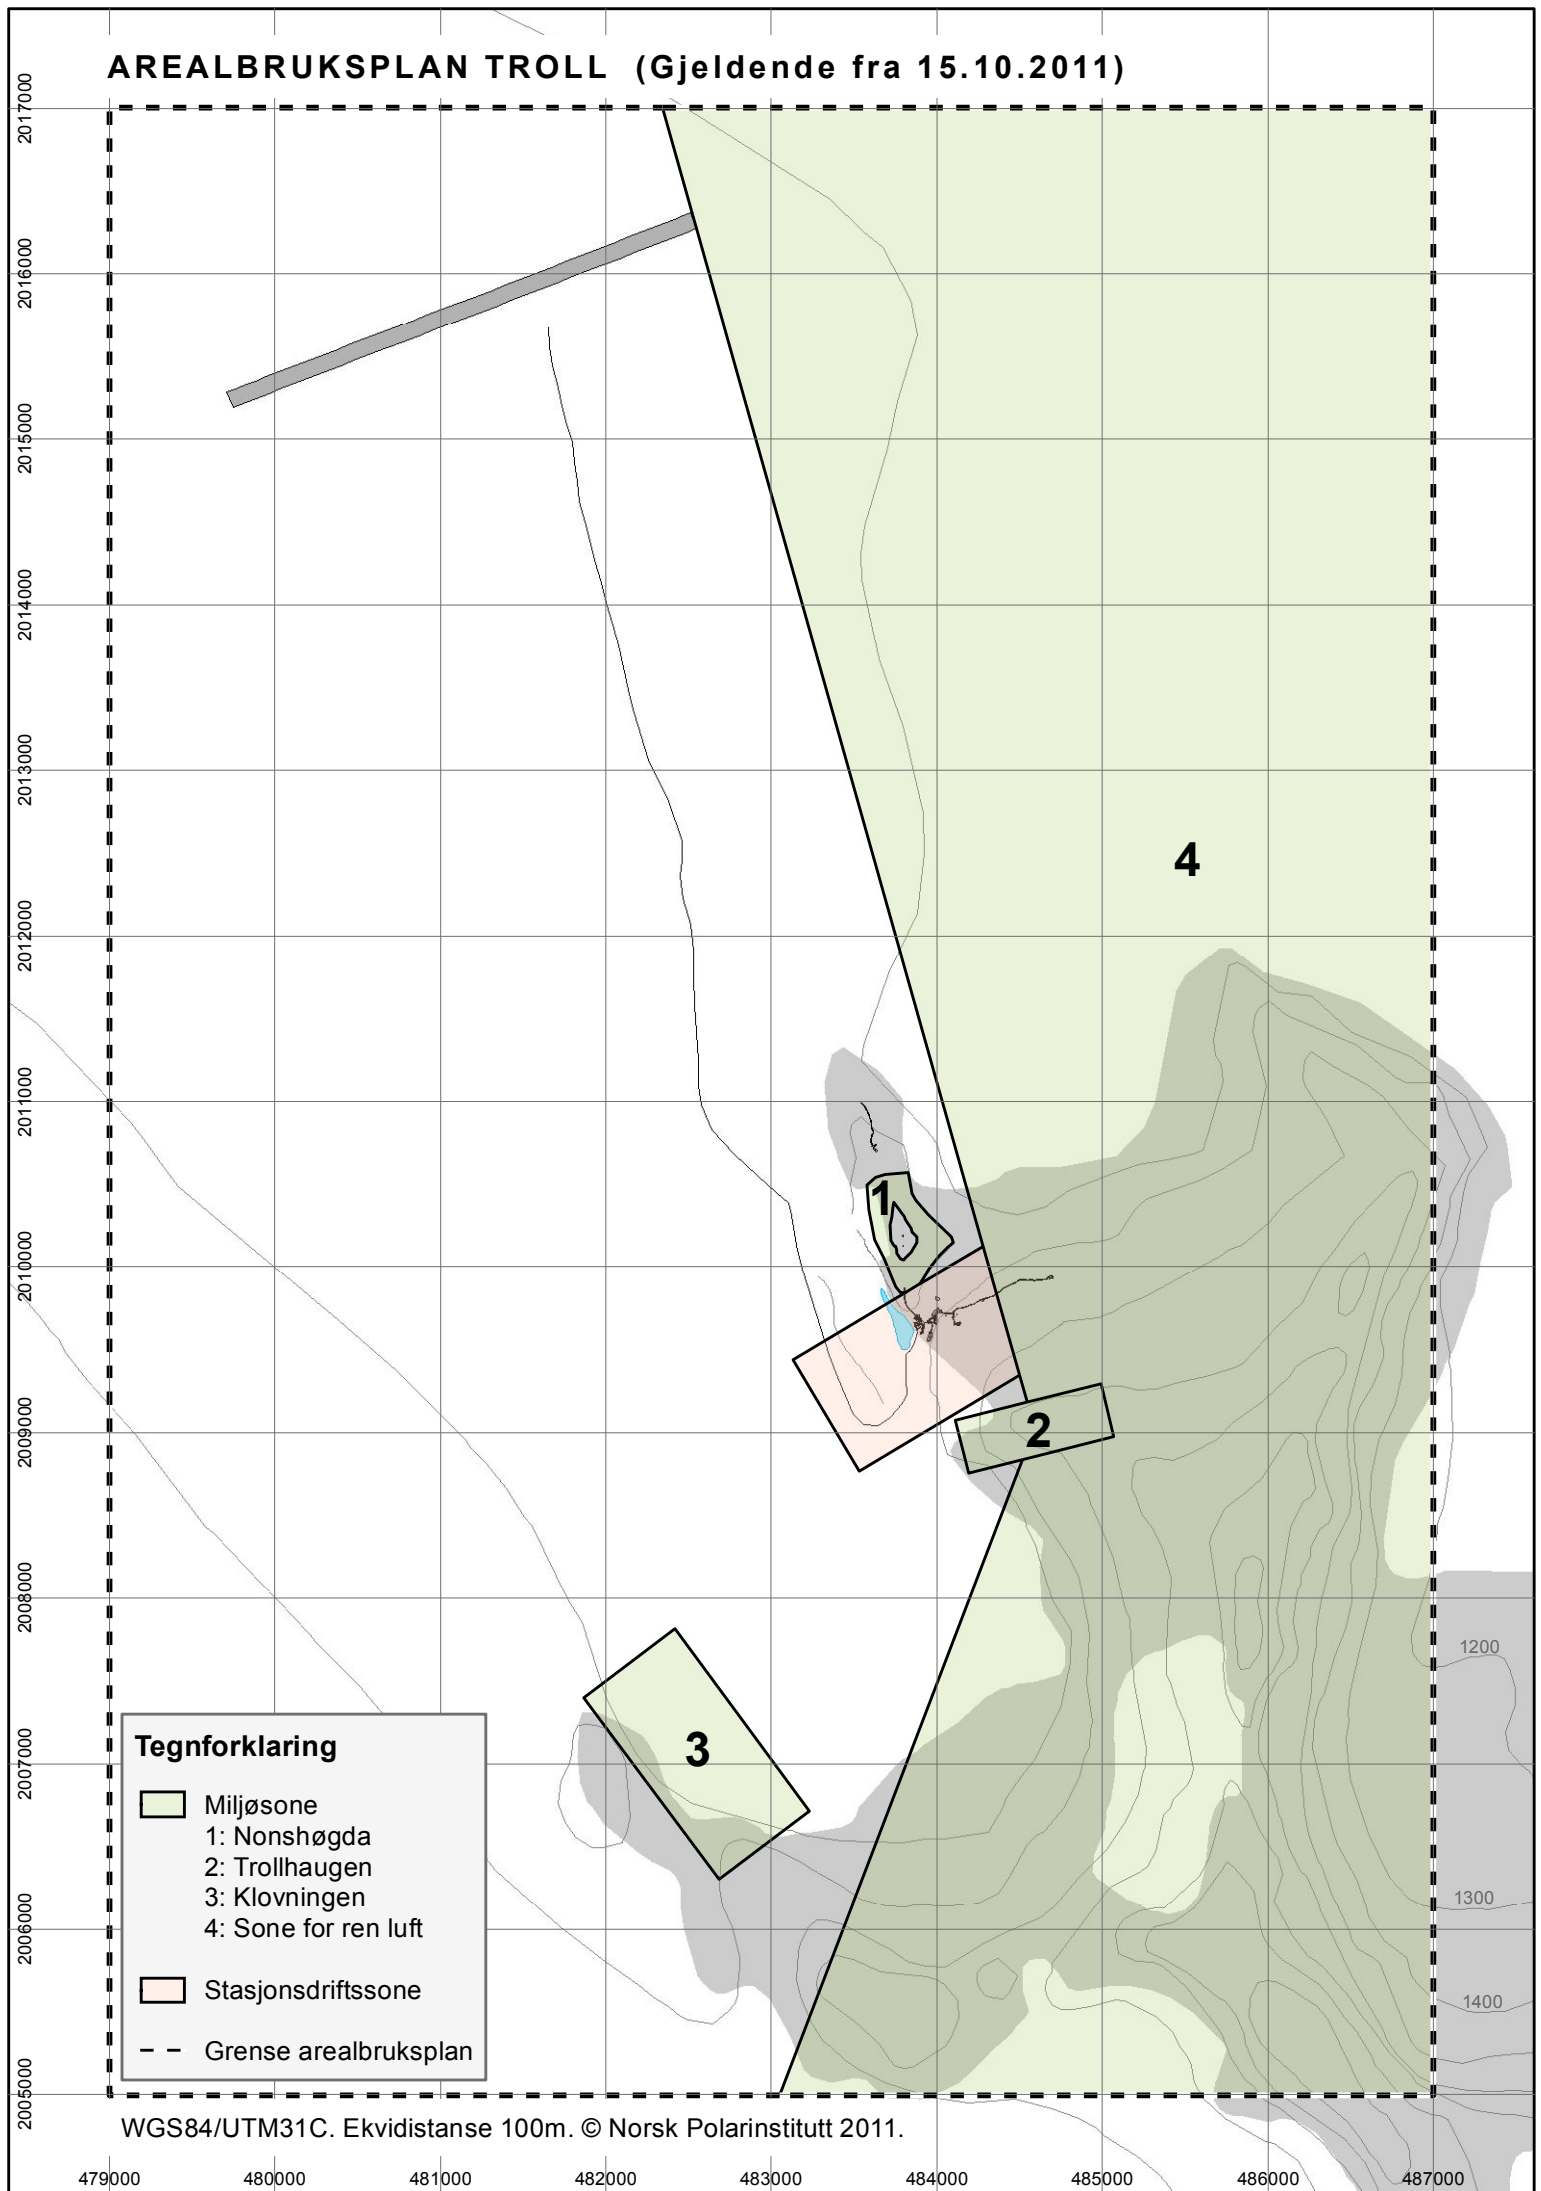 AREALBRUKSPLAN TROLL (Gjeldende fra 15.10.2011)
2017000
2016000
2015000
2014000
2013000
4
2012000
2011000
1
2010000
2
2009000
2008000
1200
3
2007000
Tegnforklaring
Miljøsone
1: Nonshøgda
2: Trollhaugen
3: Klovningen
4: Sone for ren luft
1300
2006000
Stasjonsdriftssone
1400
Grense arealbruksplan
2005000
WGS84/UTM31C. Ekvidistanse 100m. © Norsk Polarinstitutt 2011.
479000 480000 481000 482000 483000 484000 485000 486000 487000